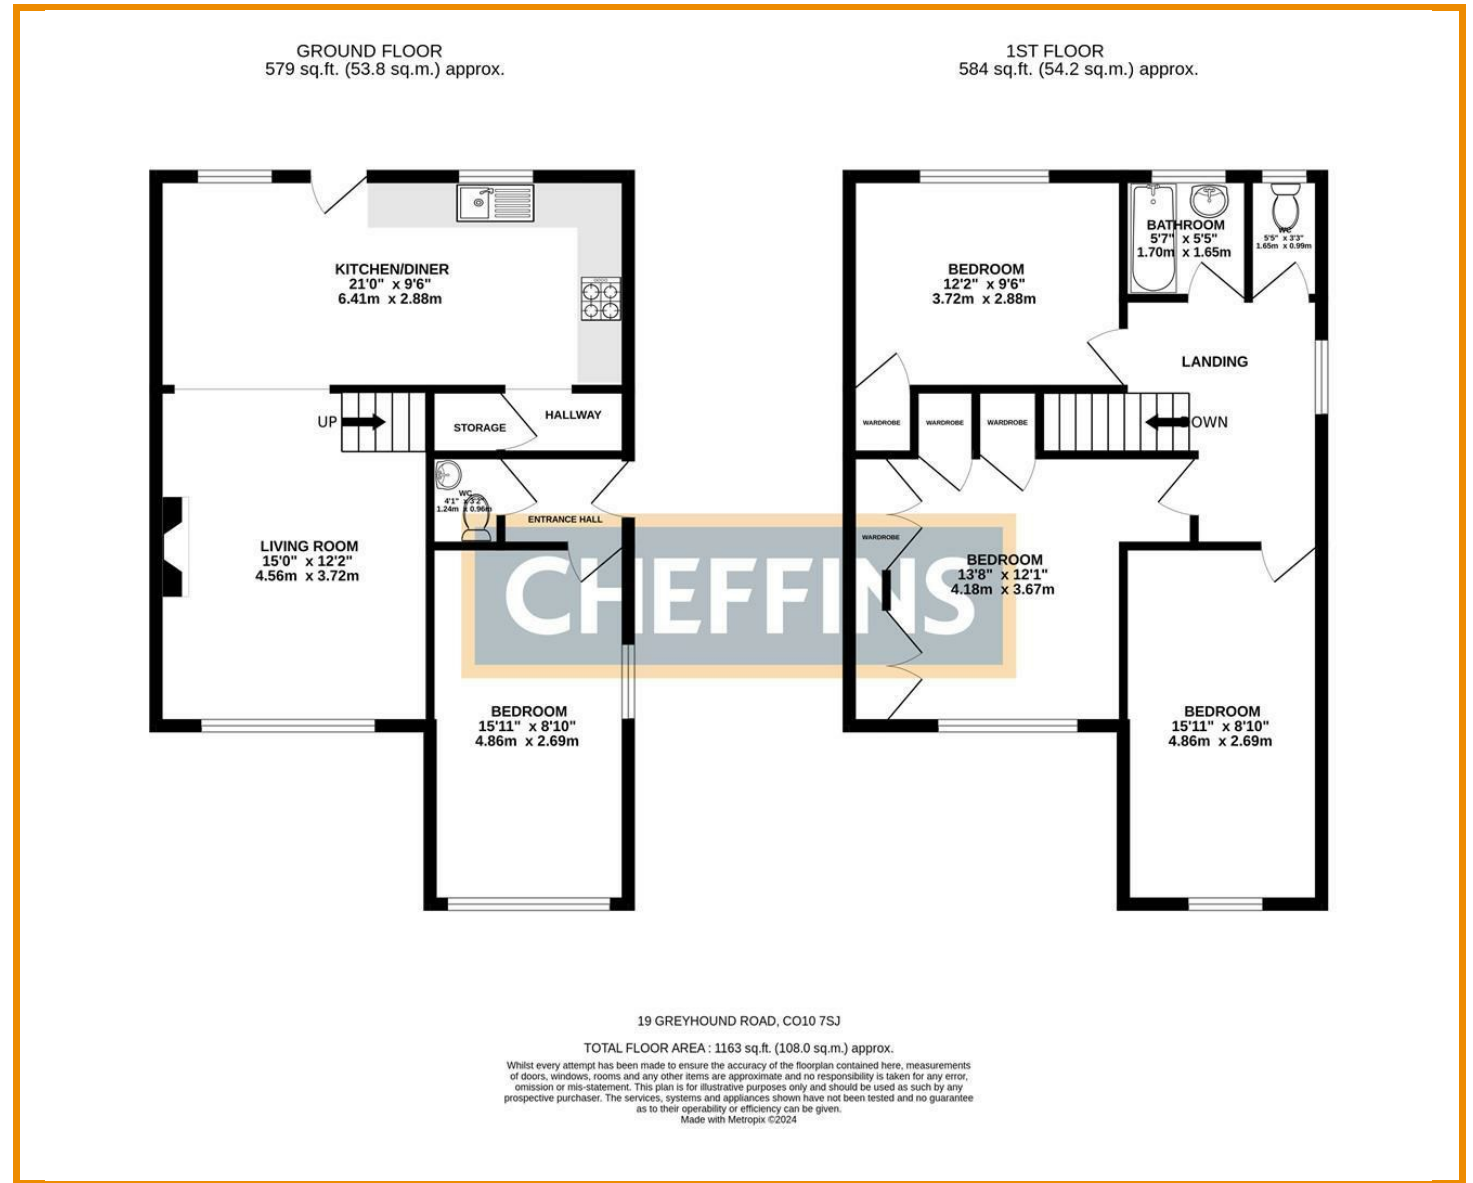 GROUND FLOOR
579 sq.ft. (53.8 sq.m.) approx.
1ST FLOOR
584 sq.ft. (54.2 sq.m.) approx.
KITCHEN/DINER
21'0" x 9'6"
6.41m x 2.88m
UP
STORAGE
HALLWAY
WC
4'1" x 3'2"
1.24m x 0.96m
ENTRANCE HALL
LIVING ROOM
15'0" x 12'2"
4.56m x 3.72m
BEDROOM
15'11" x 8'10"
4.86m x 2.69m
BEDROOM
12'2" x 9'6"
3.72m x 2.88m
BATHROOM
5'7" x 5'5"
1.70m x 1.65m
WC
5'5" x 3'3"
1.65m x 0.99m
LANDING
DOWN
WARDROBE
WARDROBE
WARDROBE
WARDROBE
BEDROOM
13'8" x 12'1"
4.18m x 3.67m
BEDROOM
15'11" x 8'10"
4.86m x 2.69m
CHEFFINS
19 GREYHOUND ROAD, CO10 7SJ
TOTAL FLOOR AREA : 1163 sq.ft. (108.0 sq.m.) approx.
Whilst every attempt has been made to ensure the accuracy of the floorplan contained here, measurements
of doors, windows, rooms and any other items are approximate and no responsibility is taken for any error,
omission or mis-statement. This plan is for illustrative purposes only and should be used as such by any
prospective purchaser. The services, systems and appliances shown have not been tested and no guarantee
as to their operability or efficiency can be given.
Made with Metropix ©2024